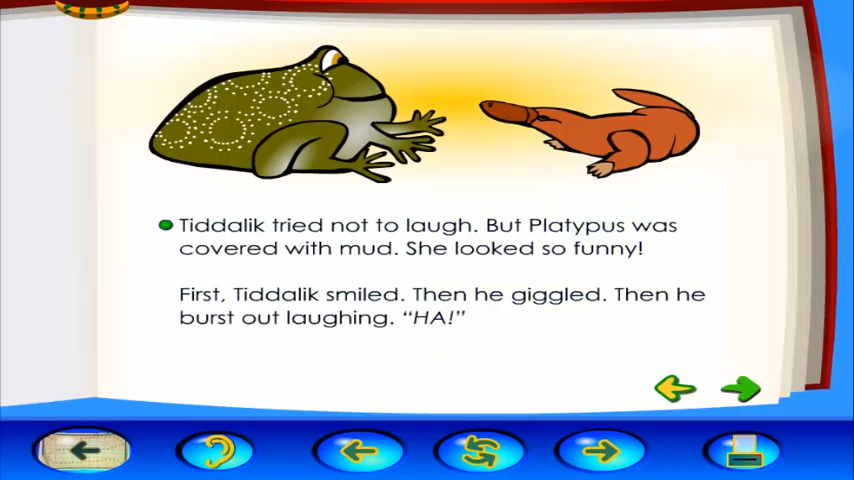 Tiddalik tried not to laugh. But Platypus was
covered with mud. She looked so funny!
First, Tiddalik smiled. Then he giggled. Then he
burst out laughing. “HA!”